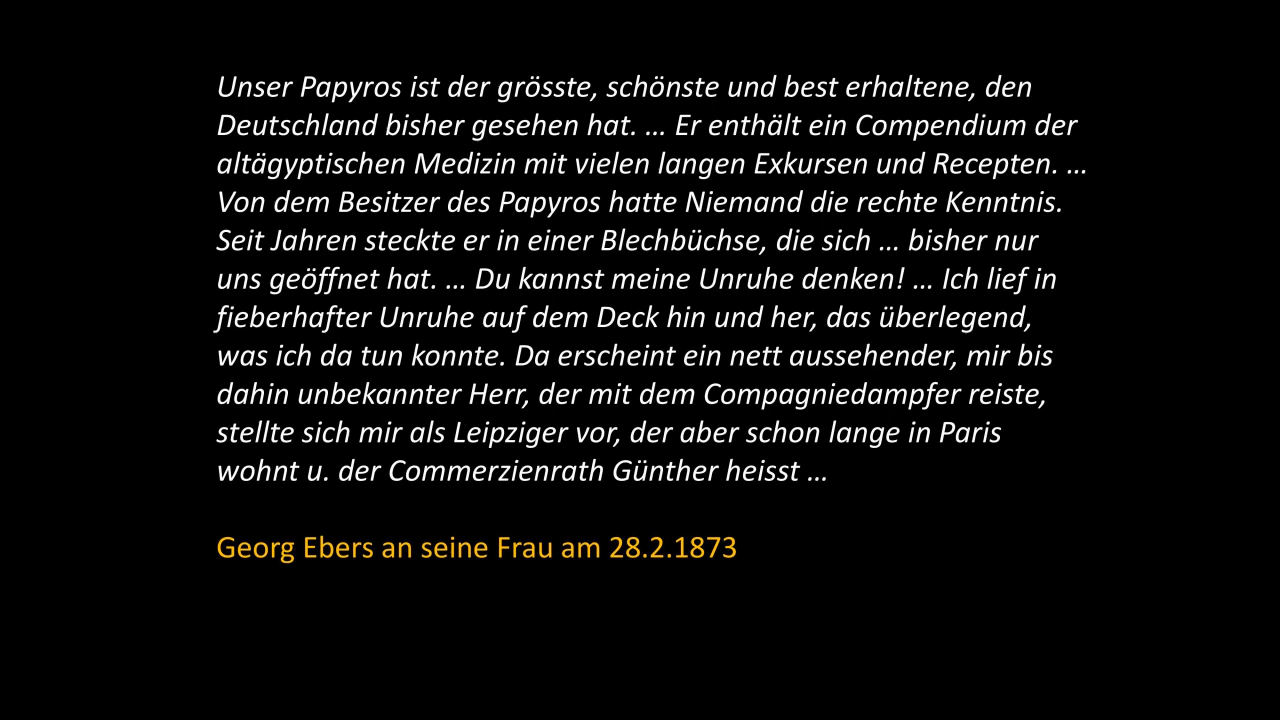 Unser Papyros ist der grösste, schönste und best erhaltene, den
Deutschland bisher gesehen hat. … Er enthält ein Compendium der
altägyptischen Medizin mit vielen langen Exkursen und Recepten. …
Von dem Besitzer des Papyros hatte Niemand die rechte Kenntnis.
Seit Jahren steckte er in einer Blechbüchse, die sich … bisher nur
uns geöffnet hat. … Du kannst meine Unruhe denken! … Ich lief in
fieberhafter Unruhe auf dem Deck hin und her, das überlegend,
was ich da tun konnte. Da erscheint ein nett aussehender, mir bis
dahin unbekannter Herr, der mit dem Compagniedampfer reiste,
stellte sich mir als Leipziger vor, der aber schon lange in Paris
wohnt u. der Commerzienrath Günther heisst …
Georg Ebers an seine Frau am 28.2.1873